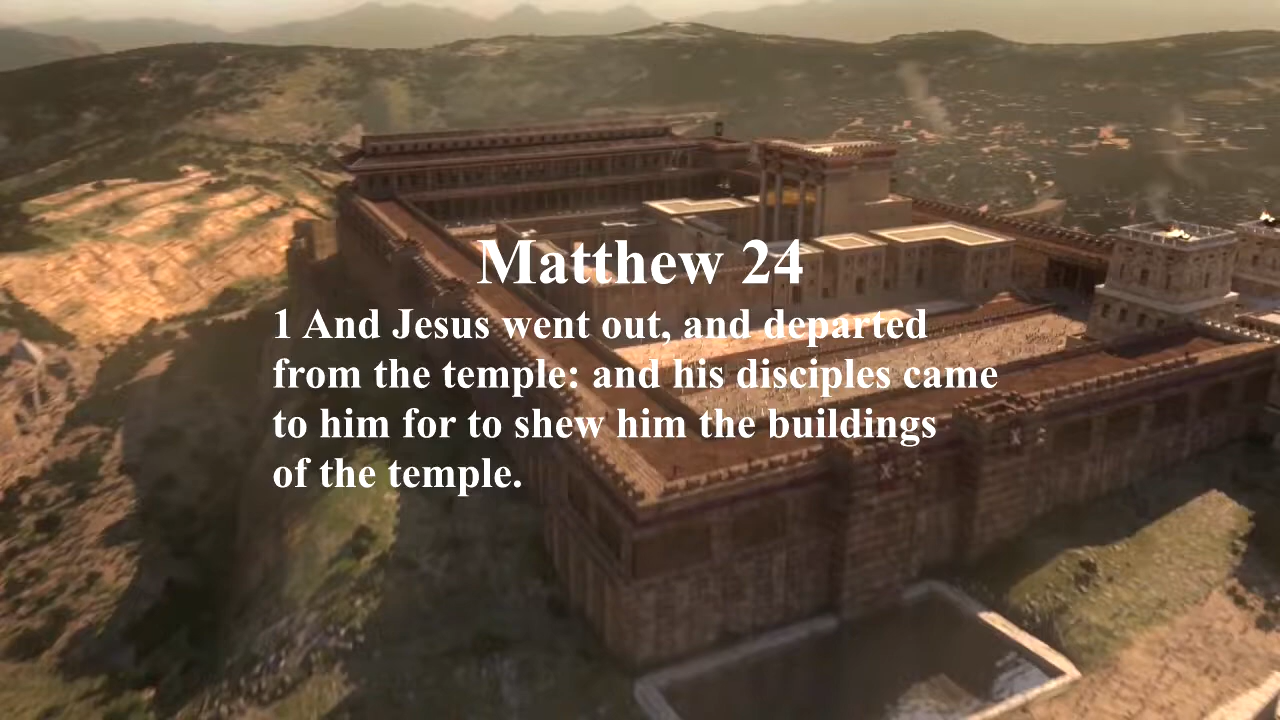 Matthew 24
1 And Jesus went out, and departed
from the temple: and his disciples came
to him for to shew him the buildings
of the temple.